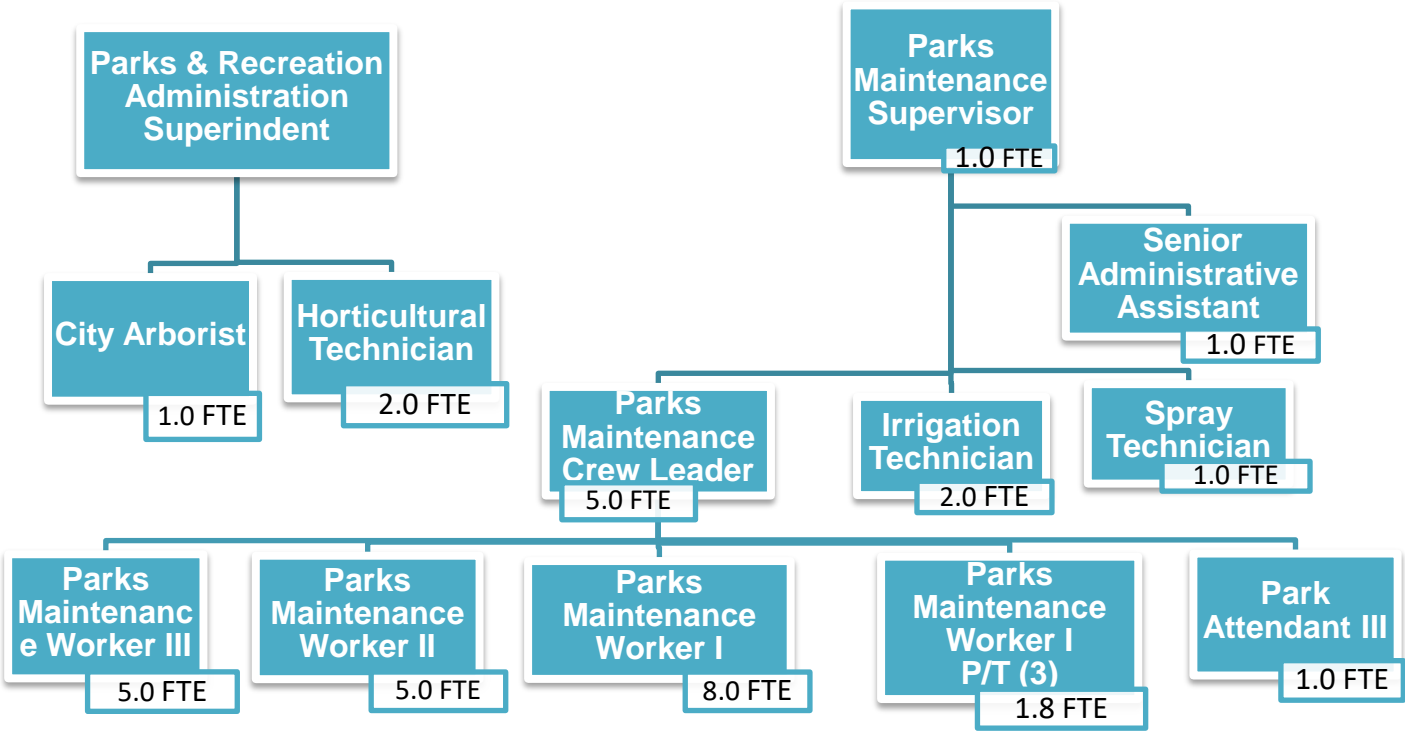 Parks & Recreation
Administration
Superindent
Parks
Maintenance
Supervisor
1.0 FTE
Senior
Administrative
Assistant
1.0 FTE
City Arborist
1.0 FTE
Horticultural
Technician
2.0 FTE
Parks
Maintenance
Crew Leader
5.0 FTE
Irrigation
Technician
2.0 FTE
Spray
Technician
1.0 FTE
Parks
Maintenanc
e Worker III
5.0 FTE
Parks
Maintenance
Worker II
5.0 FTE
Parks
Maintenance
Worker I
8.0 FTE
Parks
Maintenance
Worker I
P/T (3)
1.8 FTE
Park
Attendant III
1.0 FTE